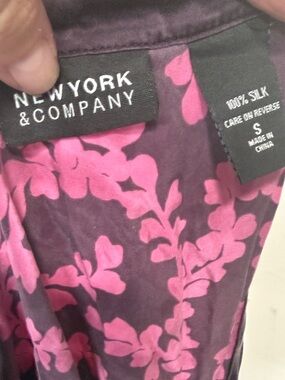 NEW YORK
& COMPANY
100% SILK
CARE ON REVERSE
S
MADE IN
CHINA